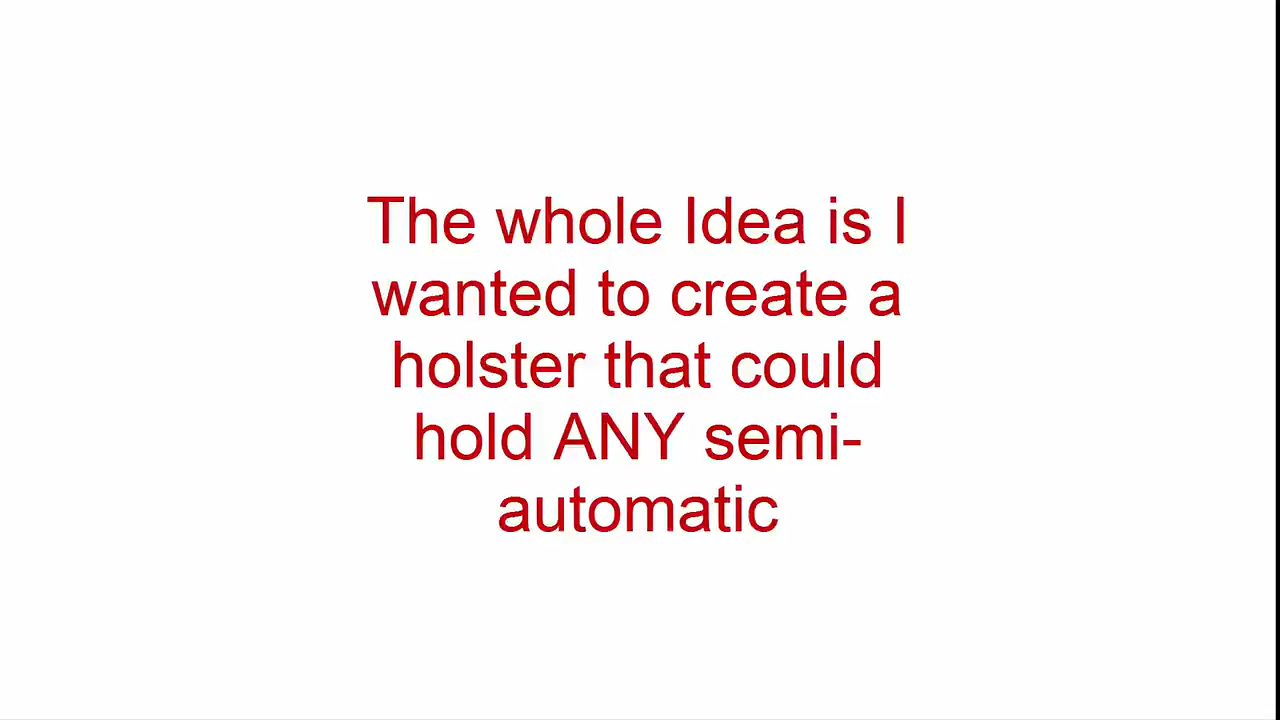 The whole Idea is I
wanted to create a
holster that could
hold ANY semi-
automatic